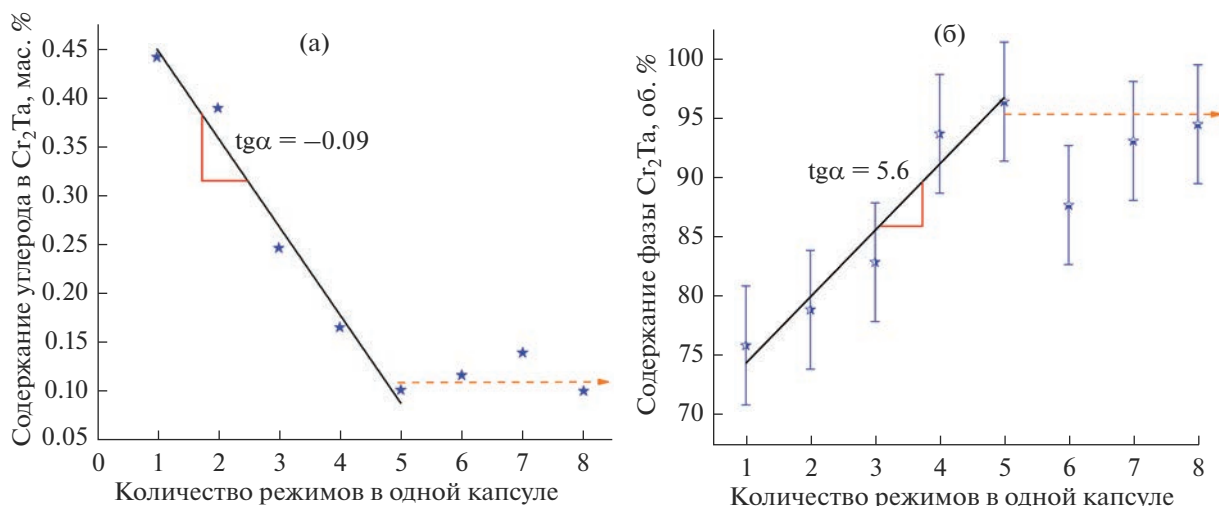 (а)
Содержание углерода в Cr₂Ta, мас. %
0.45
0.40
0.35
0.30
0.25
0.20
0.15
0.10
0.05
tgα = −0.09
0 1 2 3 4 5 6 7 8
Количество режимов в одной капсуле
(б)
Содержание фазы Cr₂Ta, об. %
100
95
90
85
80
75
70
tgα = 5.6
1 2 3 4 5 6 7 8
Количество режимов в одной капсуле